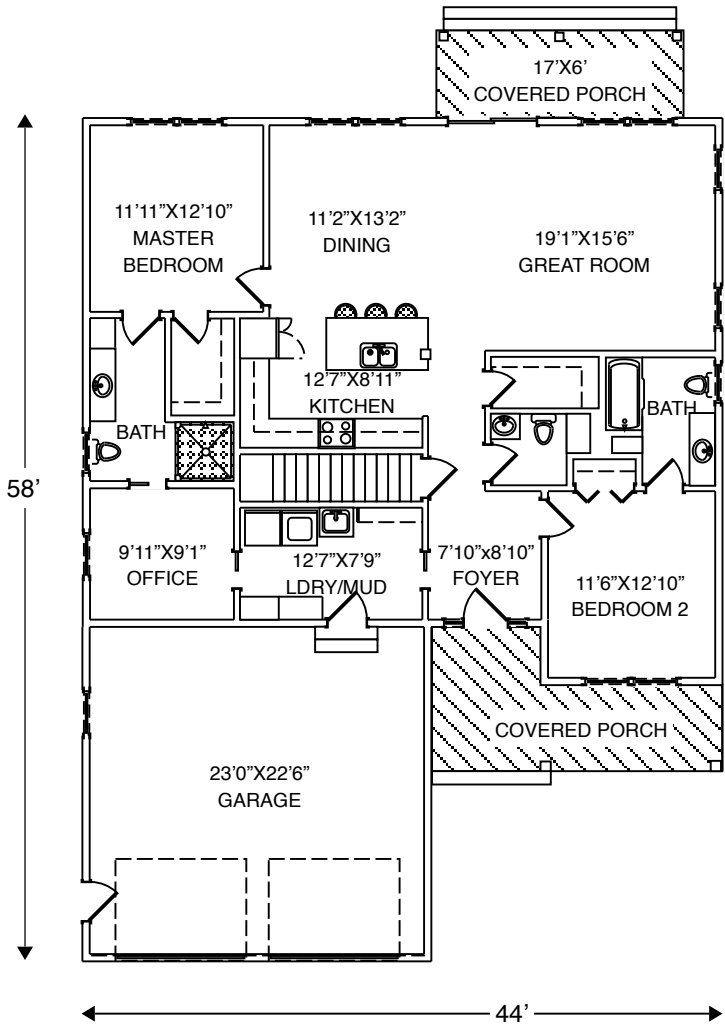 17’X6’
COVERED PORCH
11’11”X12’10”
MASTER
BEDROOM
11’2”X13’2”
DINING
19’1”X15’6”
GREAT ROOM
12’7”X8’11”
KITCHEN
BATH
BATH
58’
9’11”X9’1”
OFFICE
12’7”X7’9”
LDRY/MUD
7’10”x8’10”
FOYER
11’6”X12’10”
BEDROOM 2
COVERED PORCH
23’0”X22’6”
GARAGE
44’